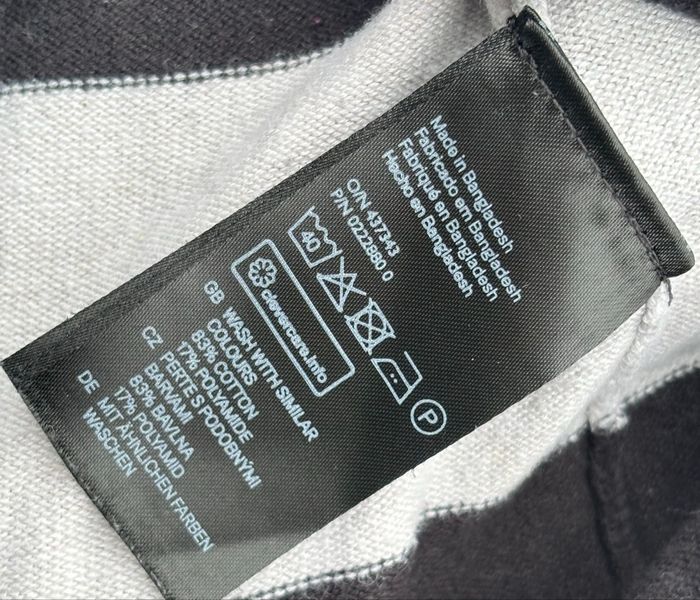 Made in Bangladesh
Fabricado em Bangladesh
Fabriqué en Bangladesh
Hecho en Bangladesh
O/N 437343
P/N 0222880.0
40
P
clevercare.info
GB WASH WITH SIMILAR
COLOURS
83% COTTON
17% POLYAMIDE
CZ PERTE S PODOBNÝMI
BARVAMI
83% BAVLNA
17% POLYAMID
DE MIT ÄHNLICHEN FARBEN
WASCHEN